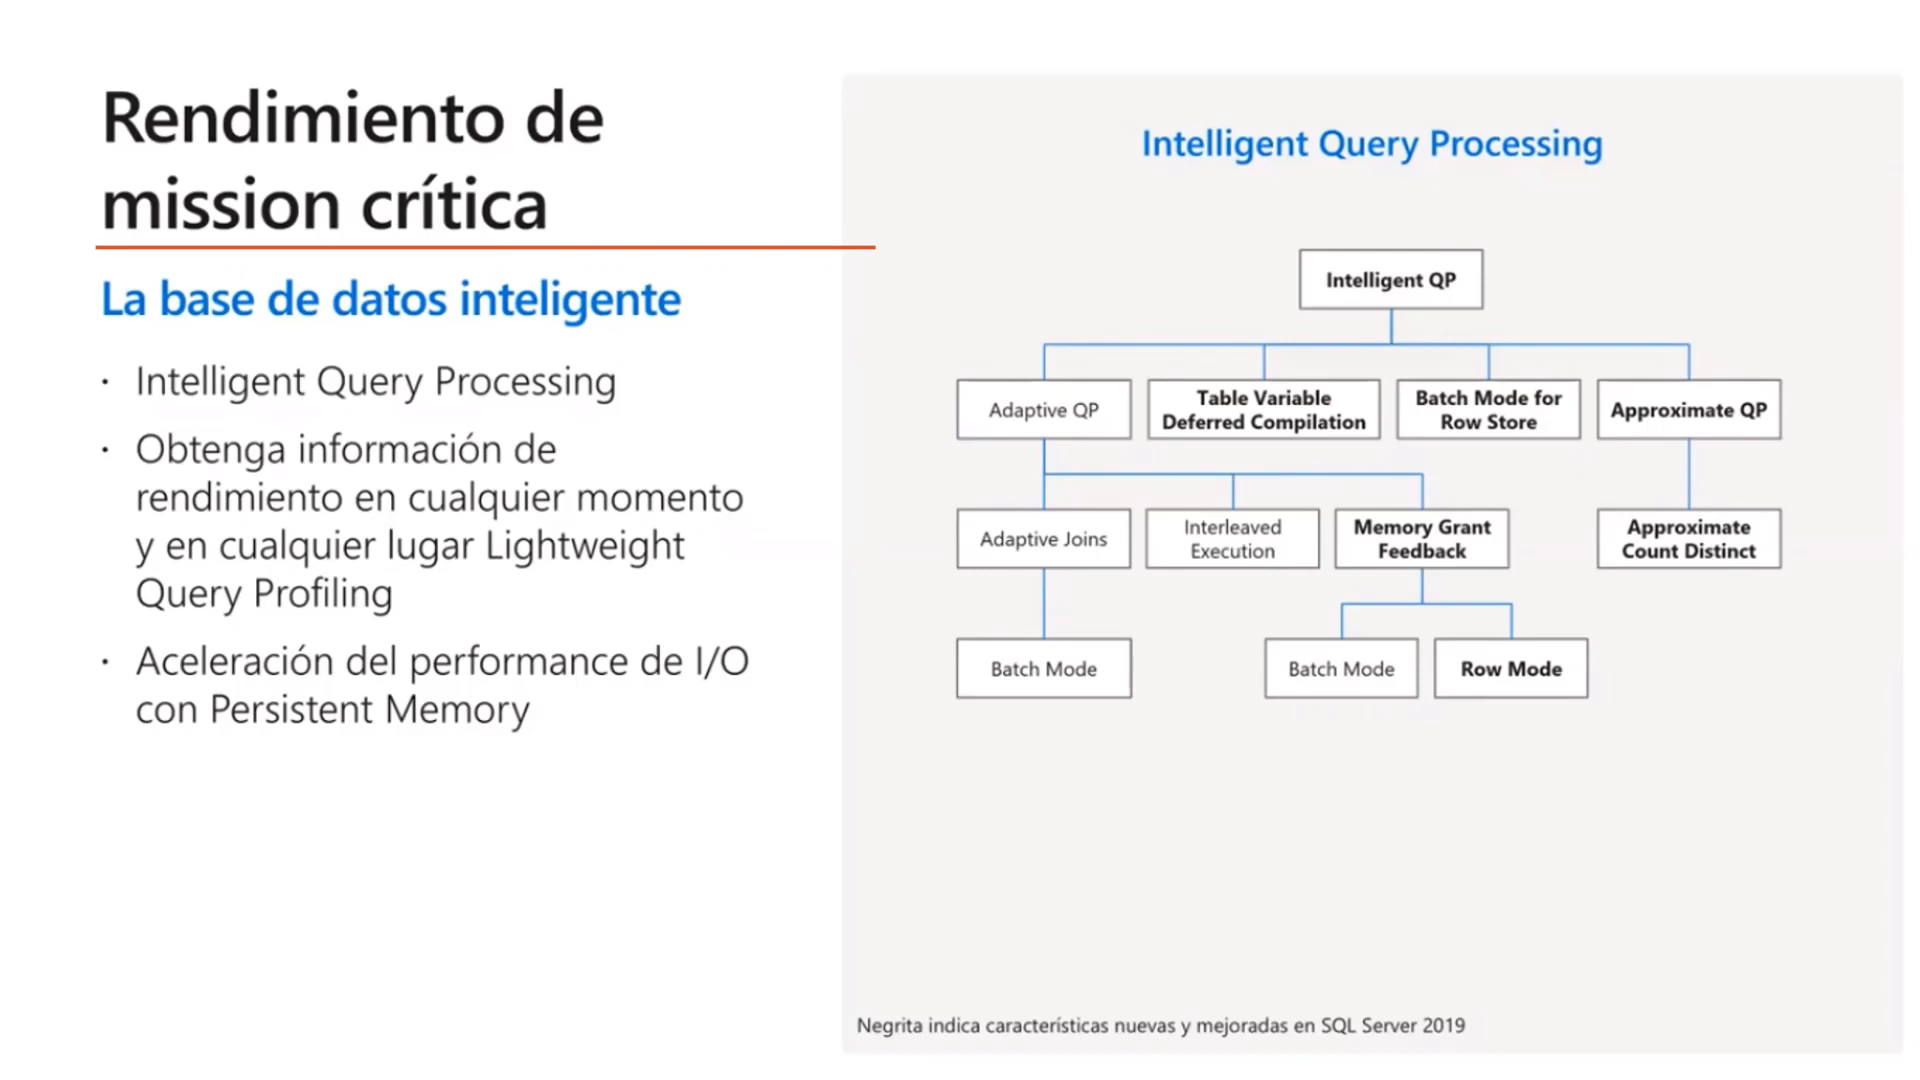 Rendimiento de
mission crítica
La base de datos inteligente
· Intelligent Query Processing
· Obtenga información de
rendimiento en cualquier momento
y en cualquier lugar Lightweight
Query Profiling
· Aceleración del performance de I/O
con Persistent Memory
Intelligent Query Processing
Intelligent QP
Adaptive QP
Table Variable
Deferred Compilation
Batch Mode for
Row Store
Approximate QP
Adaptive Joins
Interleaved
Execution
Memory Grant
Feedback
Approximate
Count Distinct
Batch Mode
Batch Mode
Row Mode
Negrita indica características nuevas y mejoradas en SQL Server 2019